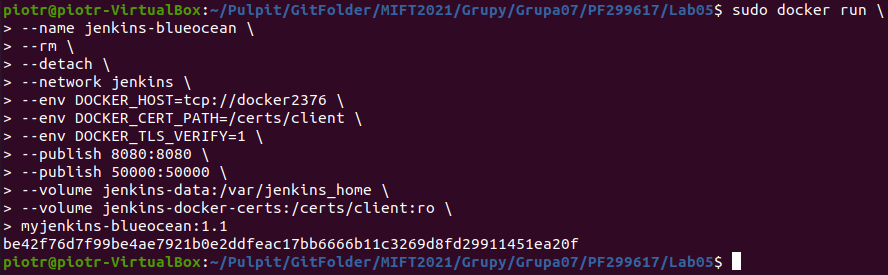 piotr@piotr-VirtualBox:~/Pulpit/GitFolder/MIFT2021/Grupy/Grupa07/PF299617/Lab05$ sudo docker run \
> --name jenkins-blueocean \
> --rm \
> --detach \
> --network jenkins \
> --env DOCKER_HOST=tcp://docker2376 \
> --env DOCKER_CERT_PATH=/certs/client \
> --env DOCKER_TLS_VERIFY=1 \
> --publish 8080:8080 \
> --publish 50000:50000 \
> --volume jenkins-data:/var/jenkins_home \
> --volume jenkins-docker-certs:/certs/client:ro \
> myjenkins-blueocean:1.1
be42f76d7f99be4ae7921b0e2ddfeac17bb6666b11c3269d8fd29911451ea20f
piotr@piotr-VirtualBox:~/Pulpit/GitFolder/MIFT2021/Grupy/Grupa07/PF299617/Lab05$